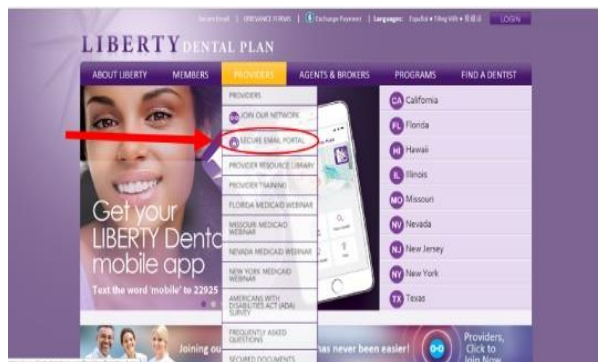 Secure Email | GRIEVANCE FORMS | Exchange Payment | Languages: Español • Tiếng Việt • 繁體中文 LOGIN
LIBERTY DENTAL PLAN
ABOUT LIBERTY MEMBERS PROVIDERS AGENTS & BROKERS PROGRAMS FIND A DENTIST
PROVIDERS
JOIN OUR NETWORK
SECURE EMAIL PORTAL
PROVIDER RESOURCE LIBRARY
PROVIDER TRAINING
FLORIDA MEDICAID WEBINAR
MISSOURI MEDICAID
WEBINAR
NEVADA MEDICAID WEBINAR
NEW YORK MEDICAID
WEBINAR
AMERICANS WITH
DISABILITIES ACT (ADA)
SURVEY
FREQUENTLY ASKED
QUESTIONS
SECURED DOCUMENTS
Get your
LIBERTY Denta
mobile app
Text the word 'mobile' to 22925
CA California
FL Florida
HI Hawaii
IL Illinois
MO Missouri
NV Nevada
NJ New Jersey
NY New York
TX Texas
Joining ou
has never been easier!
Providers,
Click to
Join Now